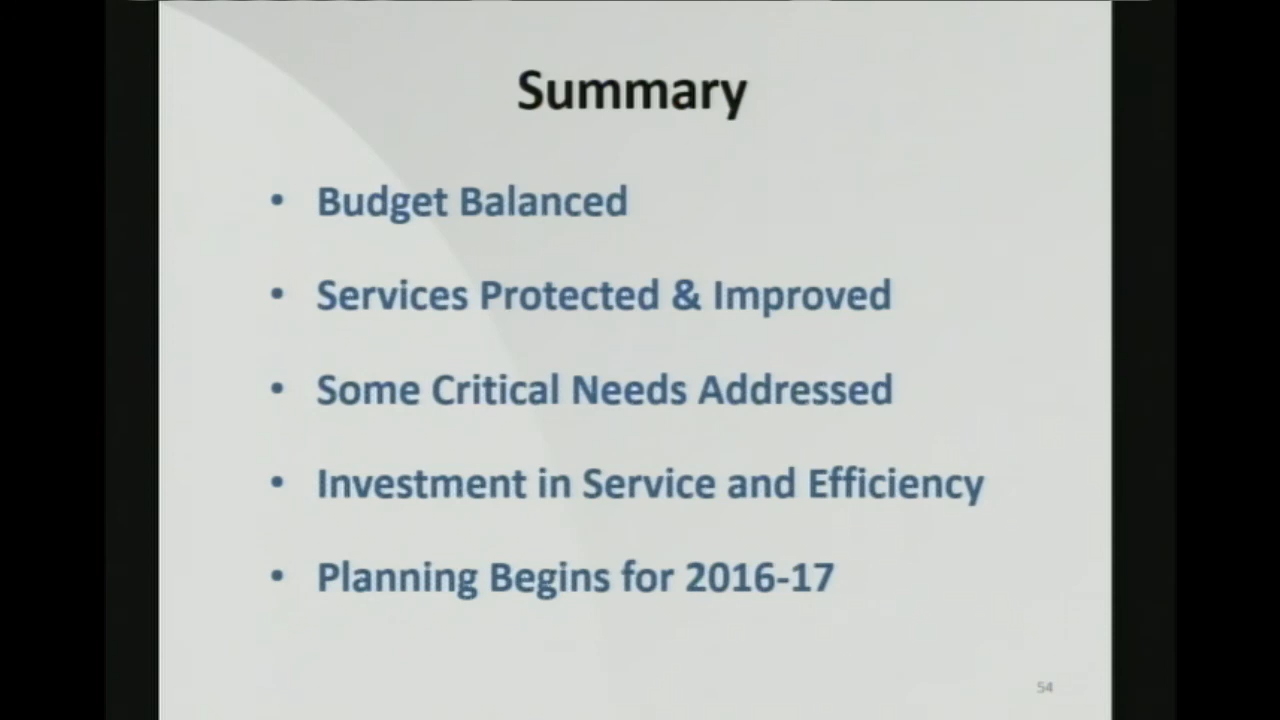 Summary
• Budget Balanced
• Services Protected & Improved
• Some Critical Needs Addressed
• Investment in Service and Efficiency
• Planning Begins for 2016-17
54